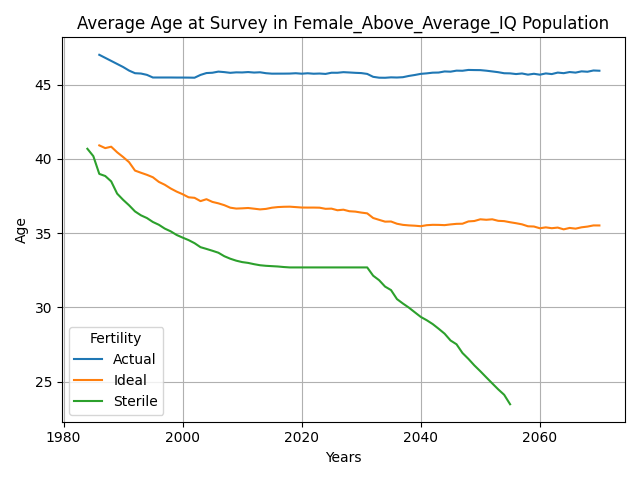 Average Age at Survey in Female_Above_Average_IQ Population
Age
45
40
35
30
25
Fertility
Actual
Ideal
Sterile
1980
2000
2020
2040
2060
Years